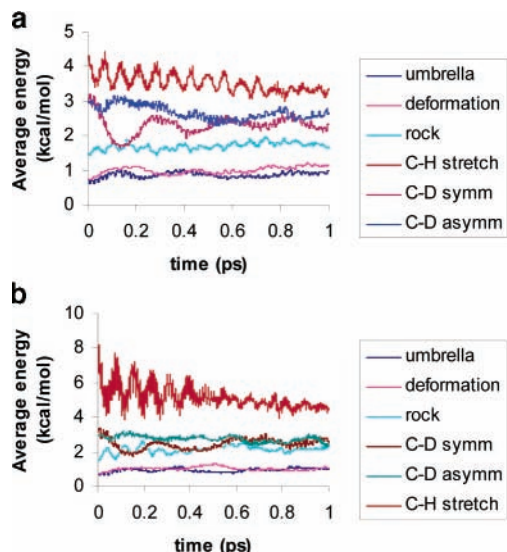 a
Average energy
(kcal/mol)
5
4
3
2
1
0
0 0.2 0.4 0.6 0.8 1
time (ps)
umbrella
deformation
rock
C-H stretch
C-D symm
C-D asymm
b
Average energy
(kcal/mol)
10
8
6
4
2
0
0 0.2 0.4 0.6 0.8 1
time (ps)
umbrella
deformation
rock
C-D symm
C-D asymm
C-H stretch